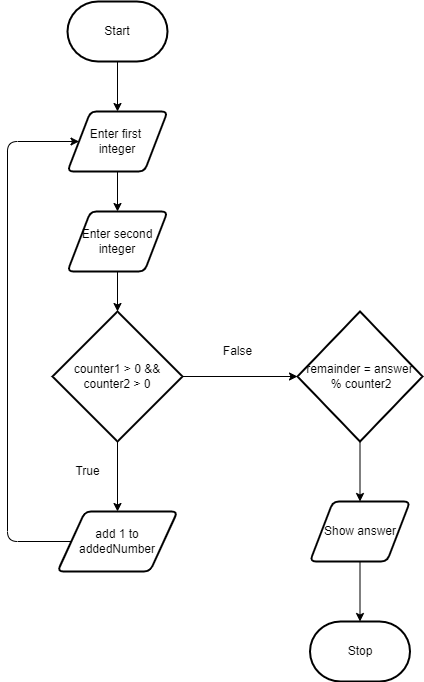 Start
Enter first
integer
Enter second
integer
counter1 > 0 &&
counter2 > 0
False
remainder = answer
% counter2
True
add 1 to
addedNumber
Show answer
Stop